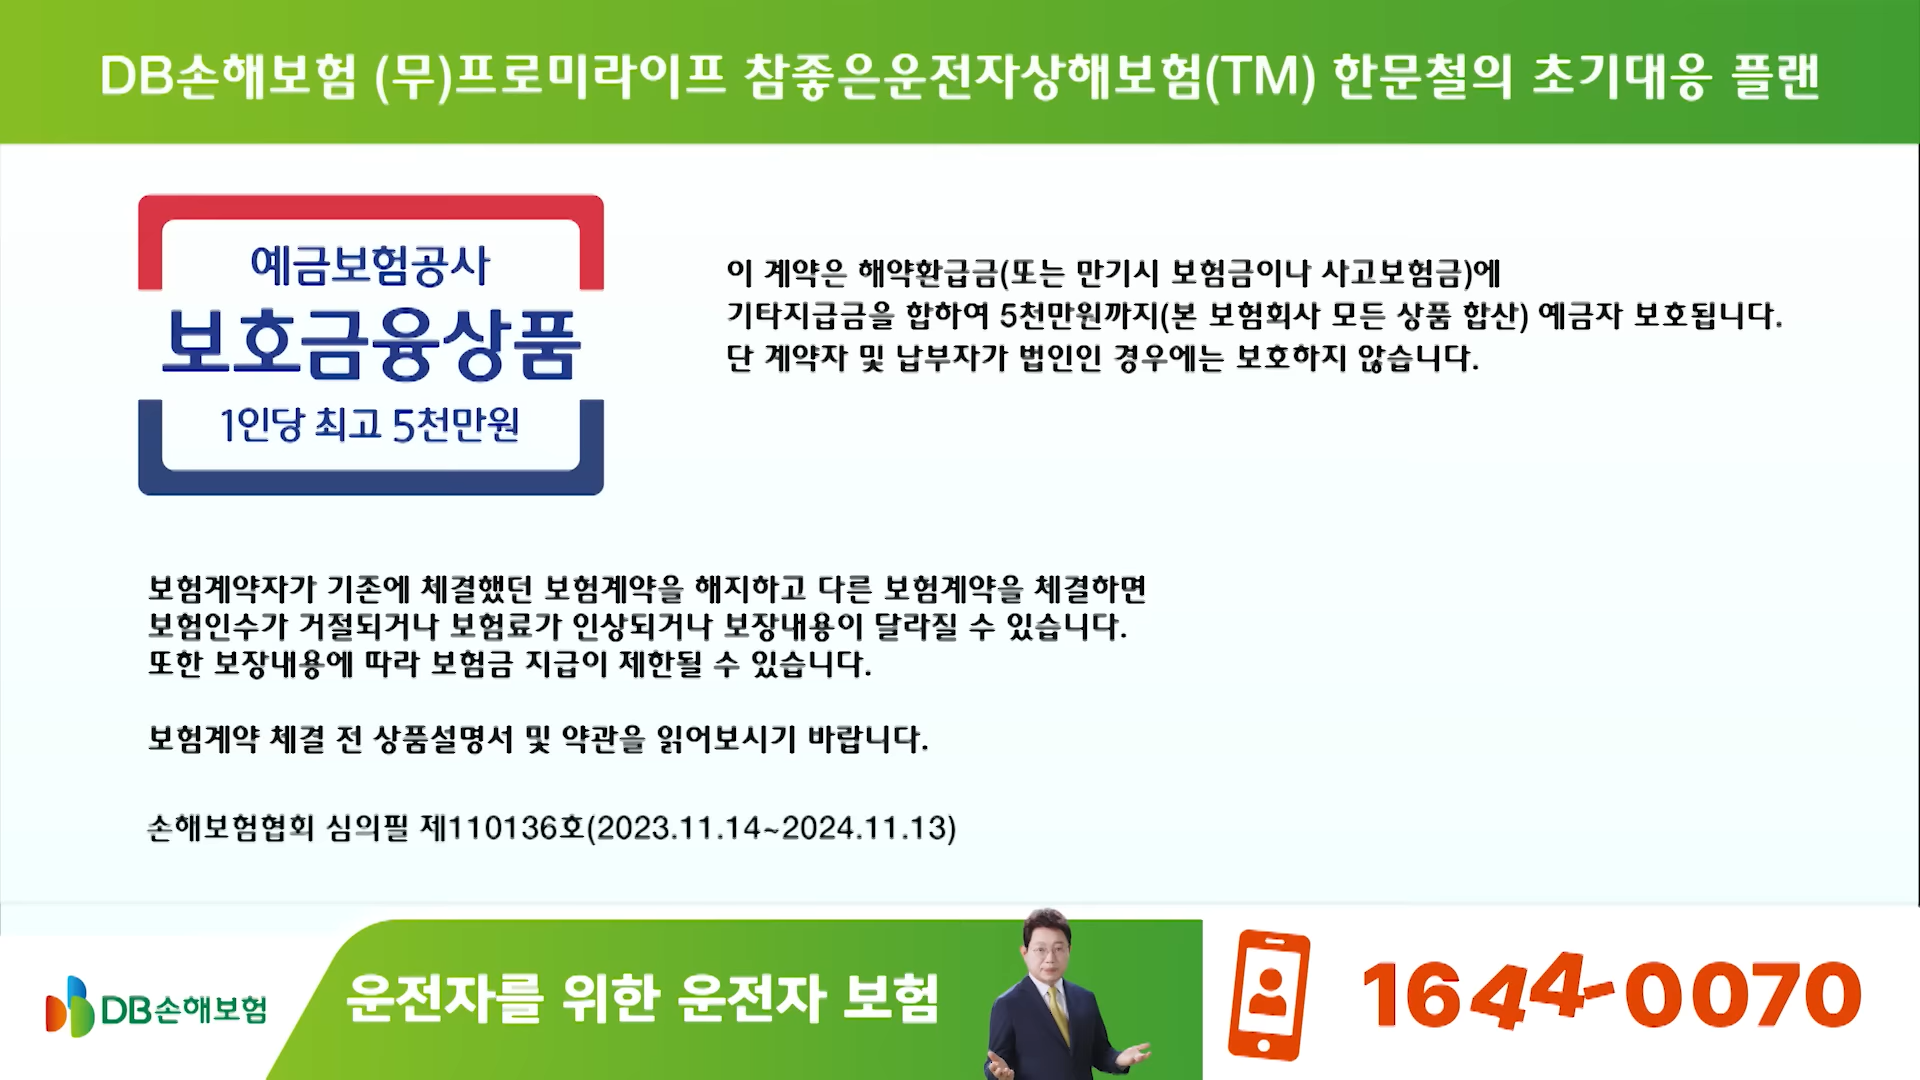 DB손해보험 (무)프로미라이프 참좋은운전자상해보험(TM) 한문철의 초기대응 플랜
예금보험공사
보호금융상품
1인당 최고 5천만원
이 계약은 해약환급금(또는 만기시 보험금이나 사고보험금)에
기타지급금을 합하여 5천만원까지(본 보험회사 모든 상품 합산) 예금자 보호됩니다.
단 계약자 및 납부자가 법인인 경우에는 보호하지 않습니다.
보험계약자가 기존에 체결했던 보험계약을 해지하고 다른 보험계약을 체결하면
보험인수가 거절되거나 보험료가 인상되거나 보장내용이 달라질 수 있습니다.
또한 보장내용에 따라 보험금 지급이 제한될 수 있습니다.
보험계약 체결 전 상품설명서 및 약관을 읽어보시기 바랍니다.
손해보험협회 심의필 제110136호(2023.11.14~2024.11.13)
DB손해보험
운전자를 위한 운전자 보험
1644-0070